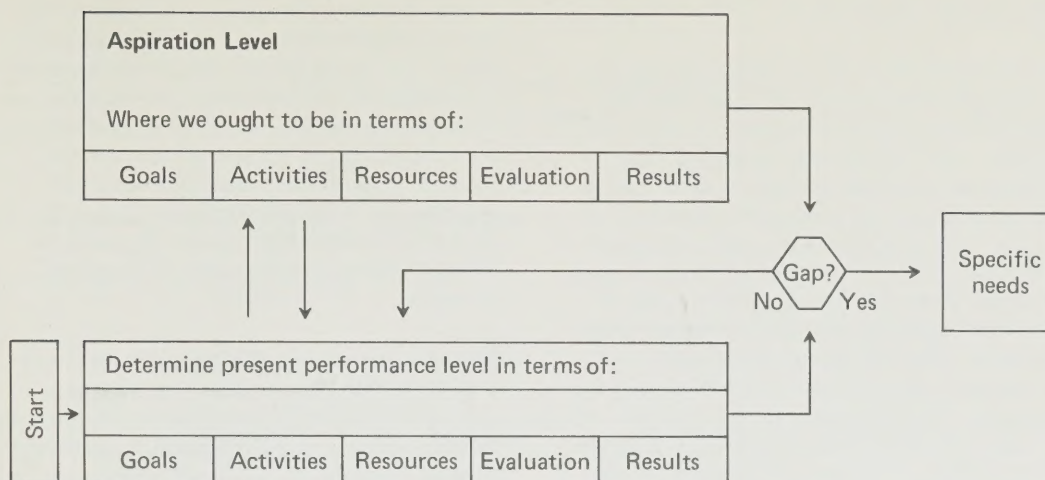 Aspiration Level
Where we ought to be in terms of:
Goals Activities Resources Evaluation Results
Gap?
No Yes
Specific
needs
Start
Determine present performance level in terms of:
Goals Activities Resources Evaluation Results